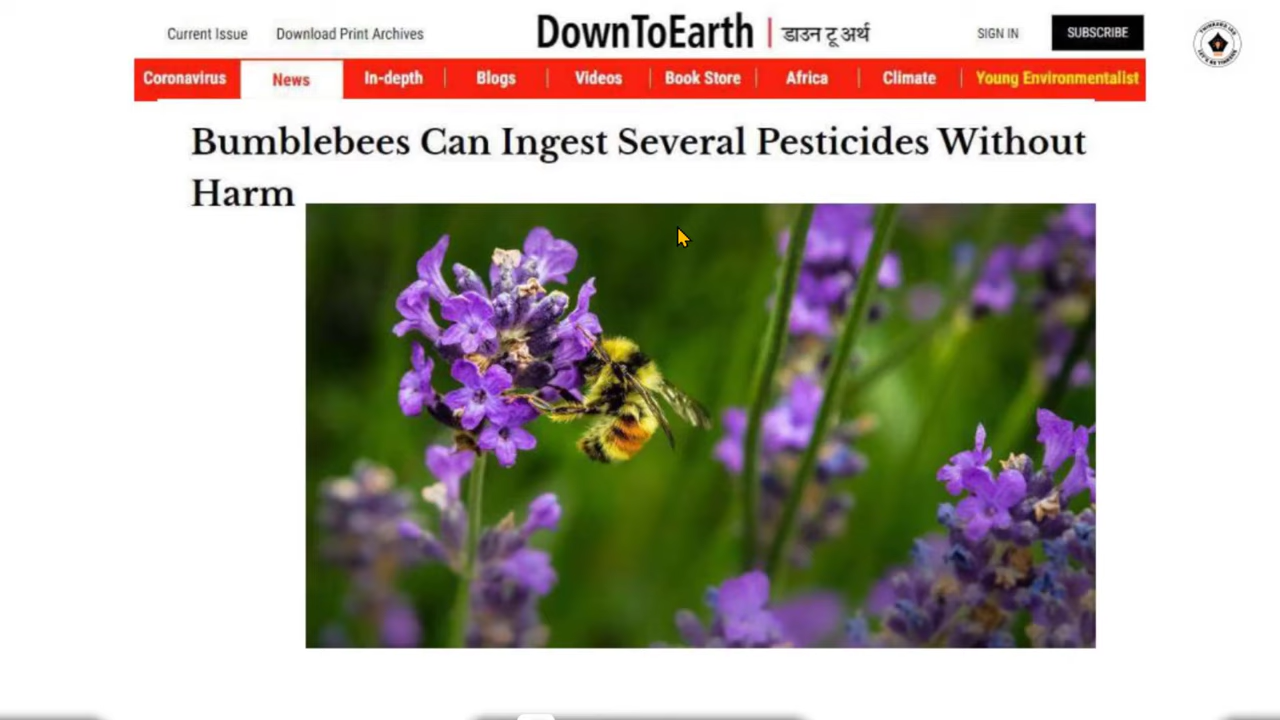 Current Issue Download Print Archives DownToEarth | डाउन टू अर्थ SIGN IN SUBSCRIBE
Coronavirus News In-depth Blogs Videos Book Store Africa Climate Young Environmentalist
Bumblebees Can Ingest Several Pesticides Without
Harm